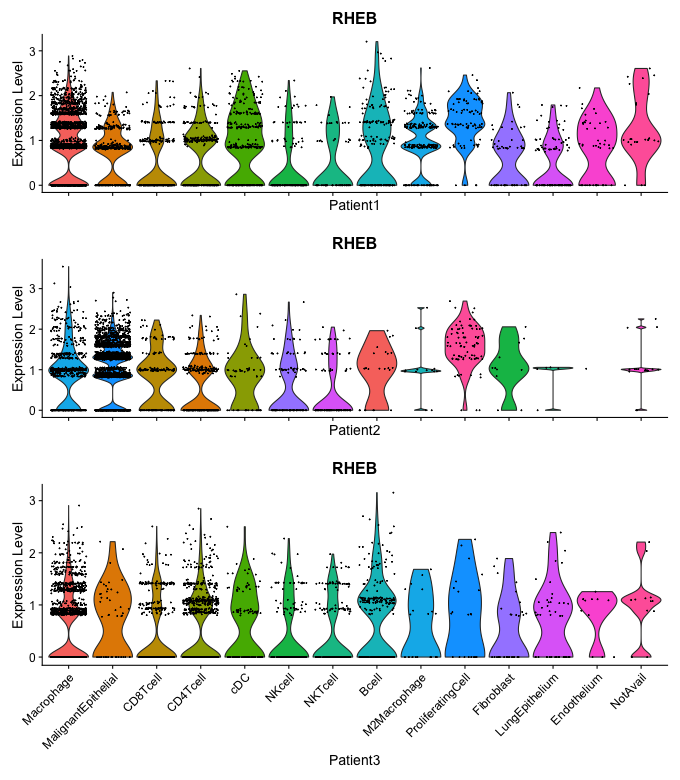 RHEB
Expression Level
3
2
1
0
Patient1
RHEB
Expression Level
3
2
1
0
Patient2
RHEB
Expression Level
3
2
1
0
Macrophage
MalignantEpithelial
CD8Tcell
CD4Tcell
cDC
NKcell
NKTcell
Bcell
M2Macrophage
ProliferatingCell
Fibroblast
LungEpithelium
Endothelium
NotAvail
Patient3